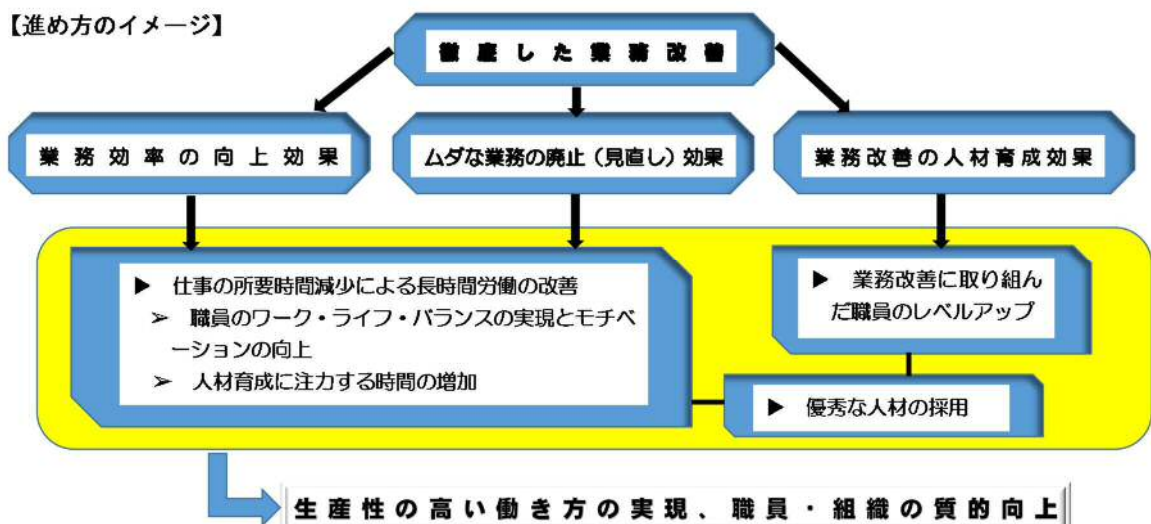 【進め方のイメージ】
徹底した業務改善
業務効率の向上効果
ムダな業務の廃止（見直し）効果
業務改善の人材育成効果
▶ 仕事の所要時間減少による長時間労働の改善
➢ 職員のワーク・ライフ・バランスの実現とモチベ
ーションの向上
➢ 人材育成に注力する時間の増加
▶ 業務改善に取り組ん
だ職員のレベルアップ
▶ 優秀な人材の採用
生産性の高い働き方の実現、職員・組織の質的向上